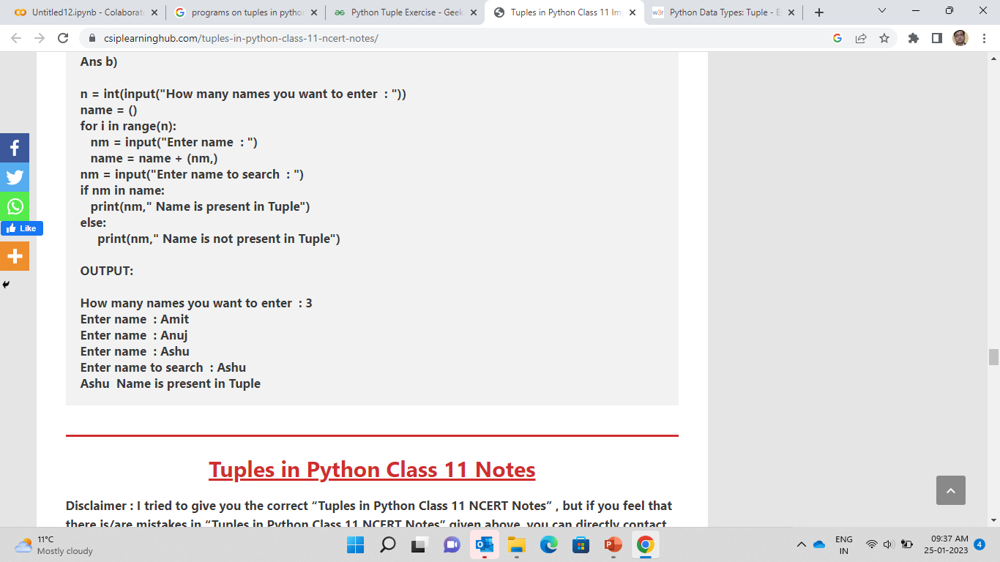 Untitled12.ipynb - Colaborato
programs on tuples in python
Python Tuple Exercise - Geek
Tuples in Python Class 11 Im
w3r Python Data Types: Tuple - E
csiplearninghub.com/tuples-in-python-class-11-ncert-notes/
Ans b)
n = int(input("How many names you want to enter : "))
name = ()
for i in range(n):
nm = input("Enter name : ")
name = name + (nm,)
nm = input("Enter name to search : ")
if nm in name:
print(nm," Name is present in Tuple")
else:
print(nm," Name is not present in Tuple")
Like
OUTPUT:
How many names you want to enter : 3
Enter name : Amit
Enter name : Anuj
Enter name : Ashu
Enter name to search : Ashu
Ashu Name is present in Tuple
Tuples in Python Class 11 Notes
Disclaimer : I tried to give you the correct “Tuples in Python Class 11 NCERT Notes” , but if you feel that
there is/are mistakes in “Tuples in Python Class 11 NCERT Notes” given above, you can directly contact
11°C
Mostly cloudy
ENG
IN
09:37 AM
25-01-2023
4